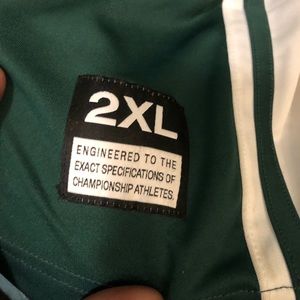 2XL
ENGINEERED TO THE
EXACT SPECIFICATIONS OF
CHAMPIONSHIP ATHLETES.